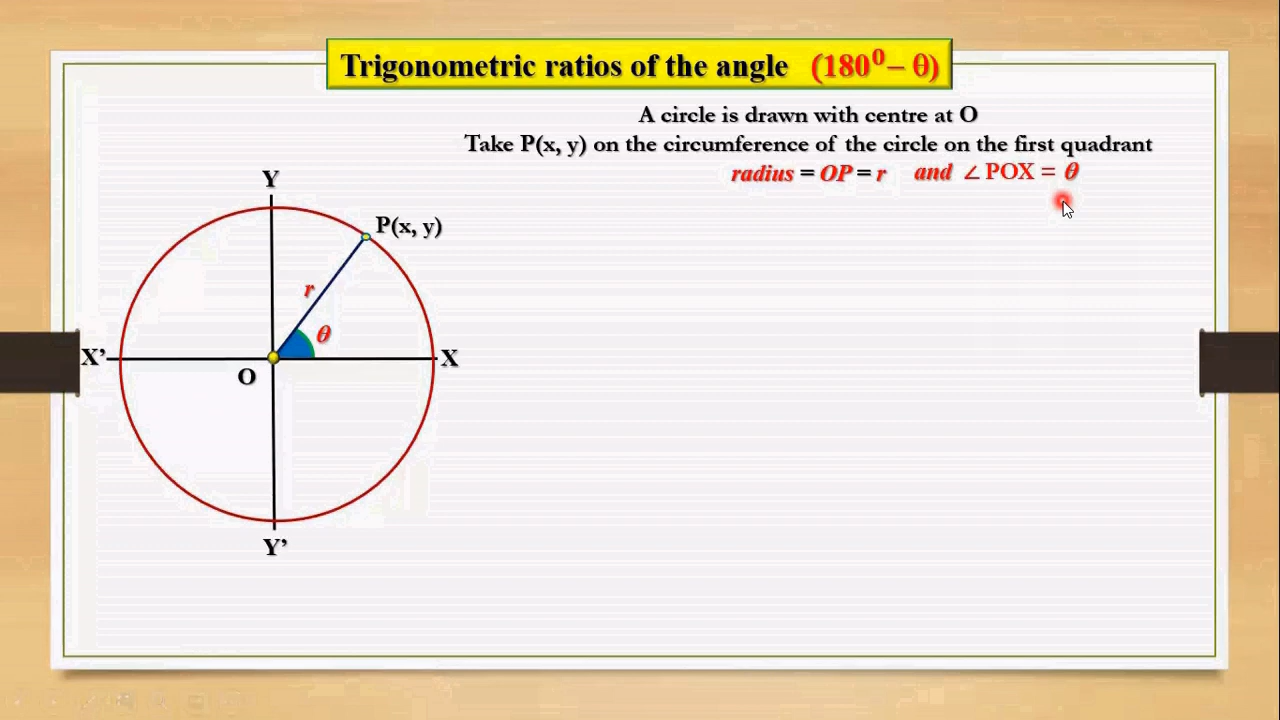 Trigonometric ratios of the angle (180⁰ – θ)
A circle is drawn with centre at O
Take P(x, y) on the circumference of the circle on the first quadrant
radius = OP = r and ∠ POX = θ
Y
P(x, y)
r
θ
X’
X
O
Y’